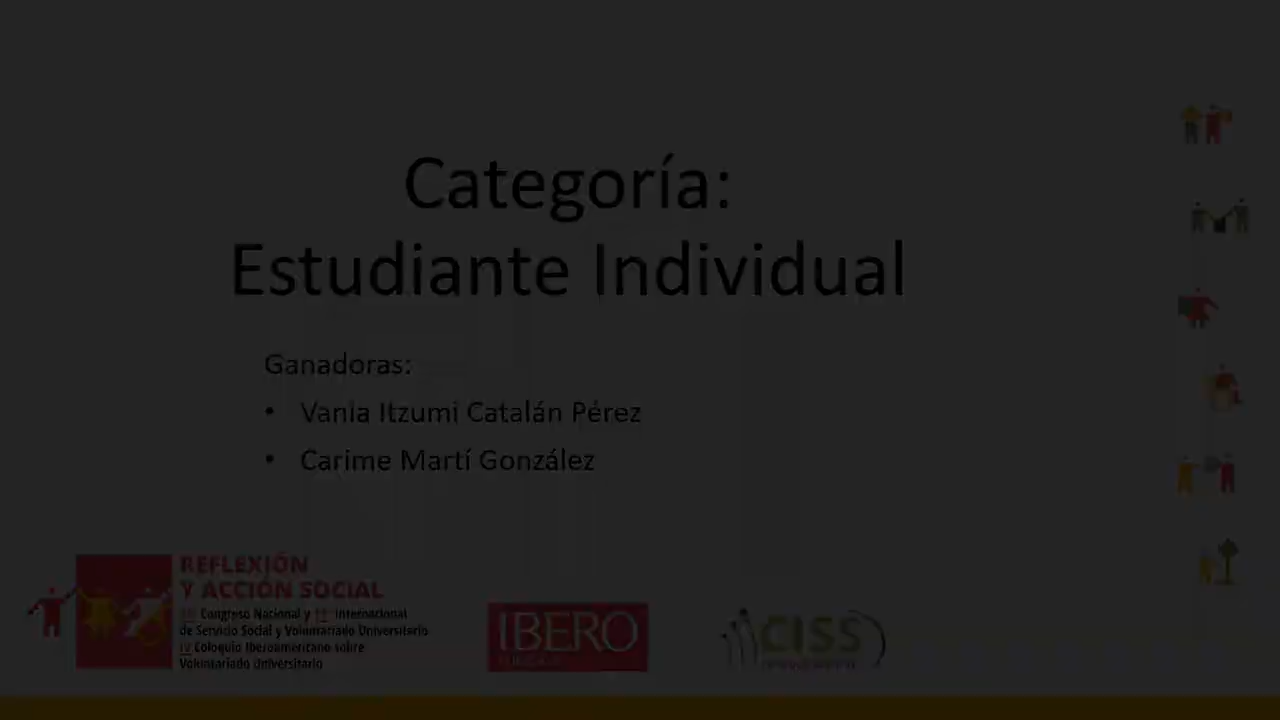 Categoría:
Estudiante Individual
Ganadoras:
• Vania Itzumi Catalán Pérez
• Carime Martí González
REFLEXIÓN
Y ACCIÓN SOCIAL
Congreso Nacional y Internacional
de Servicio Social y Voluntariado Universitario
IV Coloquio Iberoamericano sobre
Voluntariado Universitario
IBERO
CISS